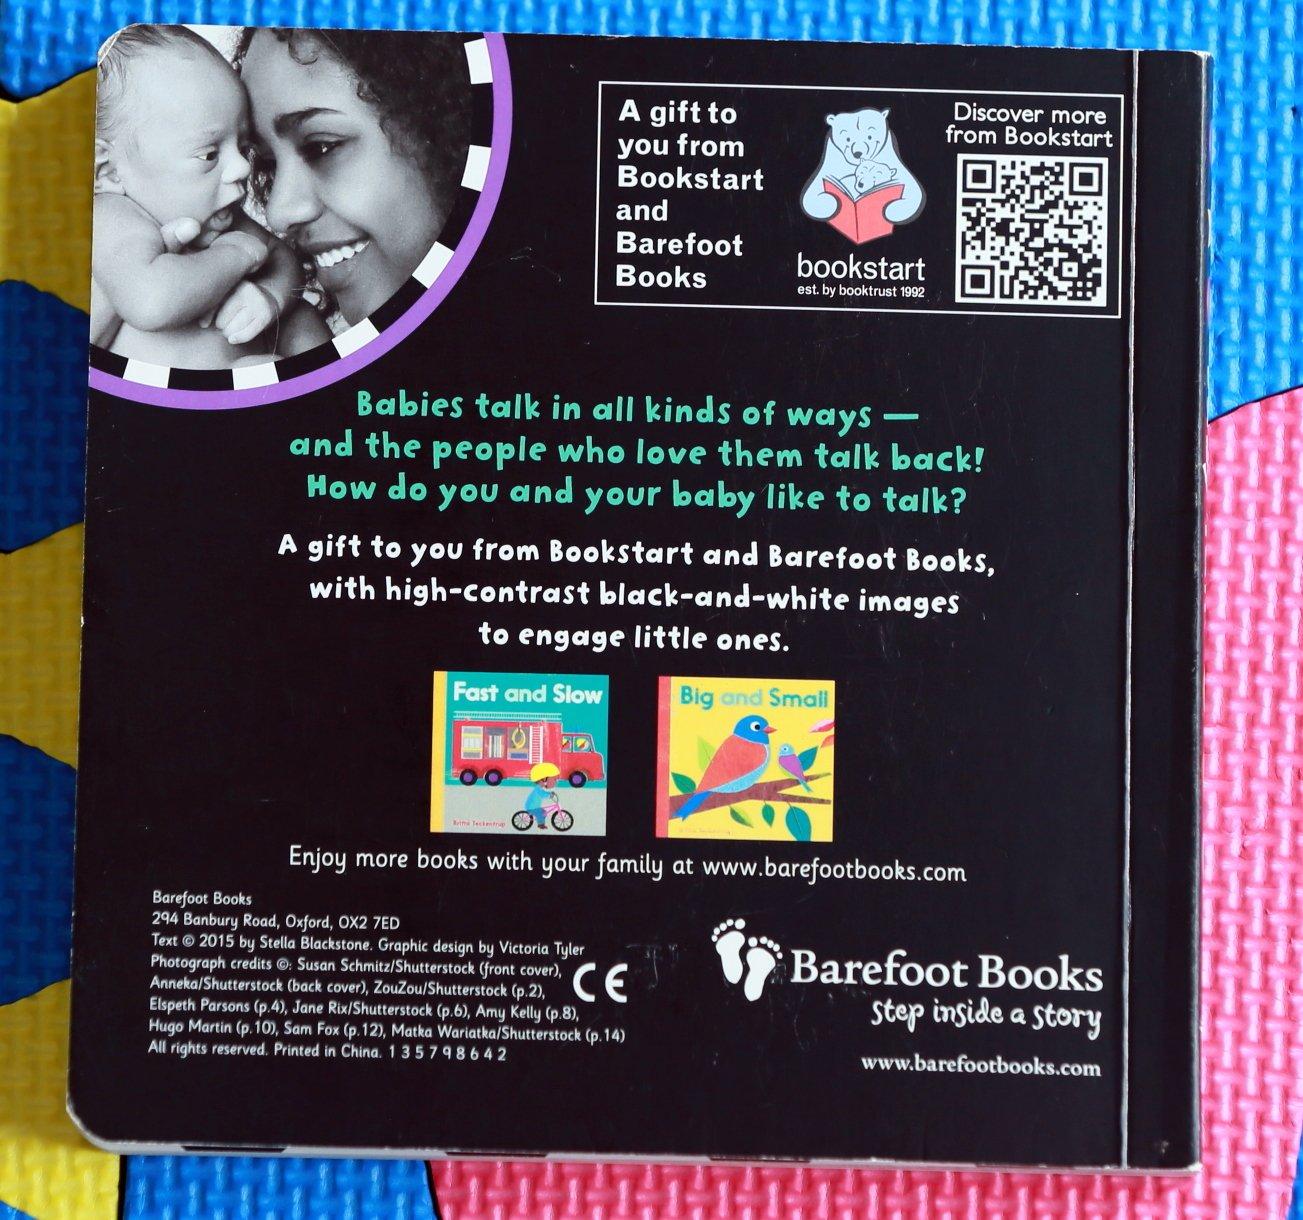 A gift to
you from
Bookstart
and
Barefoot
Books
bookstart
est. by booktrust 1992
Discover more
from Bookstart
Babies talk in all kinds of ways —
and the people who love them talk back!
How do you and your baby like to talk?
A gift to you from Bookstart and Barefoot Books,
with high-contrast black-and-white images
to engage little ones.
Fast and Slow
Britta Teckentrup
Big and Small
Enjoy more books with your family at www.barefootbooks.com
Barefoot Books
294 Banbury Road, Oxford, OX2 7ED
Text © 2015 by Stella Blackstone. Graphic design by Victoria Tyler
Photograph credits ©: Susan Schmitz/Shutterstock (front cover),
Anneka/Shutterstock (back cover), ZouZou/Shutterstock (p.2),
Elspeth Parsons (p.4), Jane Rix/Shutterstock (p.6), Amy Kelly (p.8),
Hugo Martin (p.10), Sam Fox (p.12), Matka Wariatka/Shutterstock (p.14)
All rights reserved. Printed in China. 1 3 5 7 9 8 6 4 2
CE
Barefoot Books
step inside a story
www.barefootbooks.com